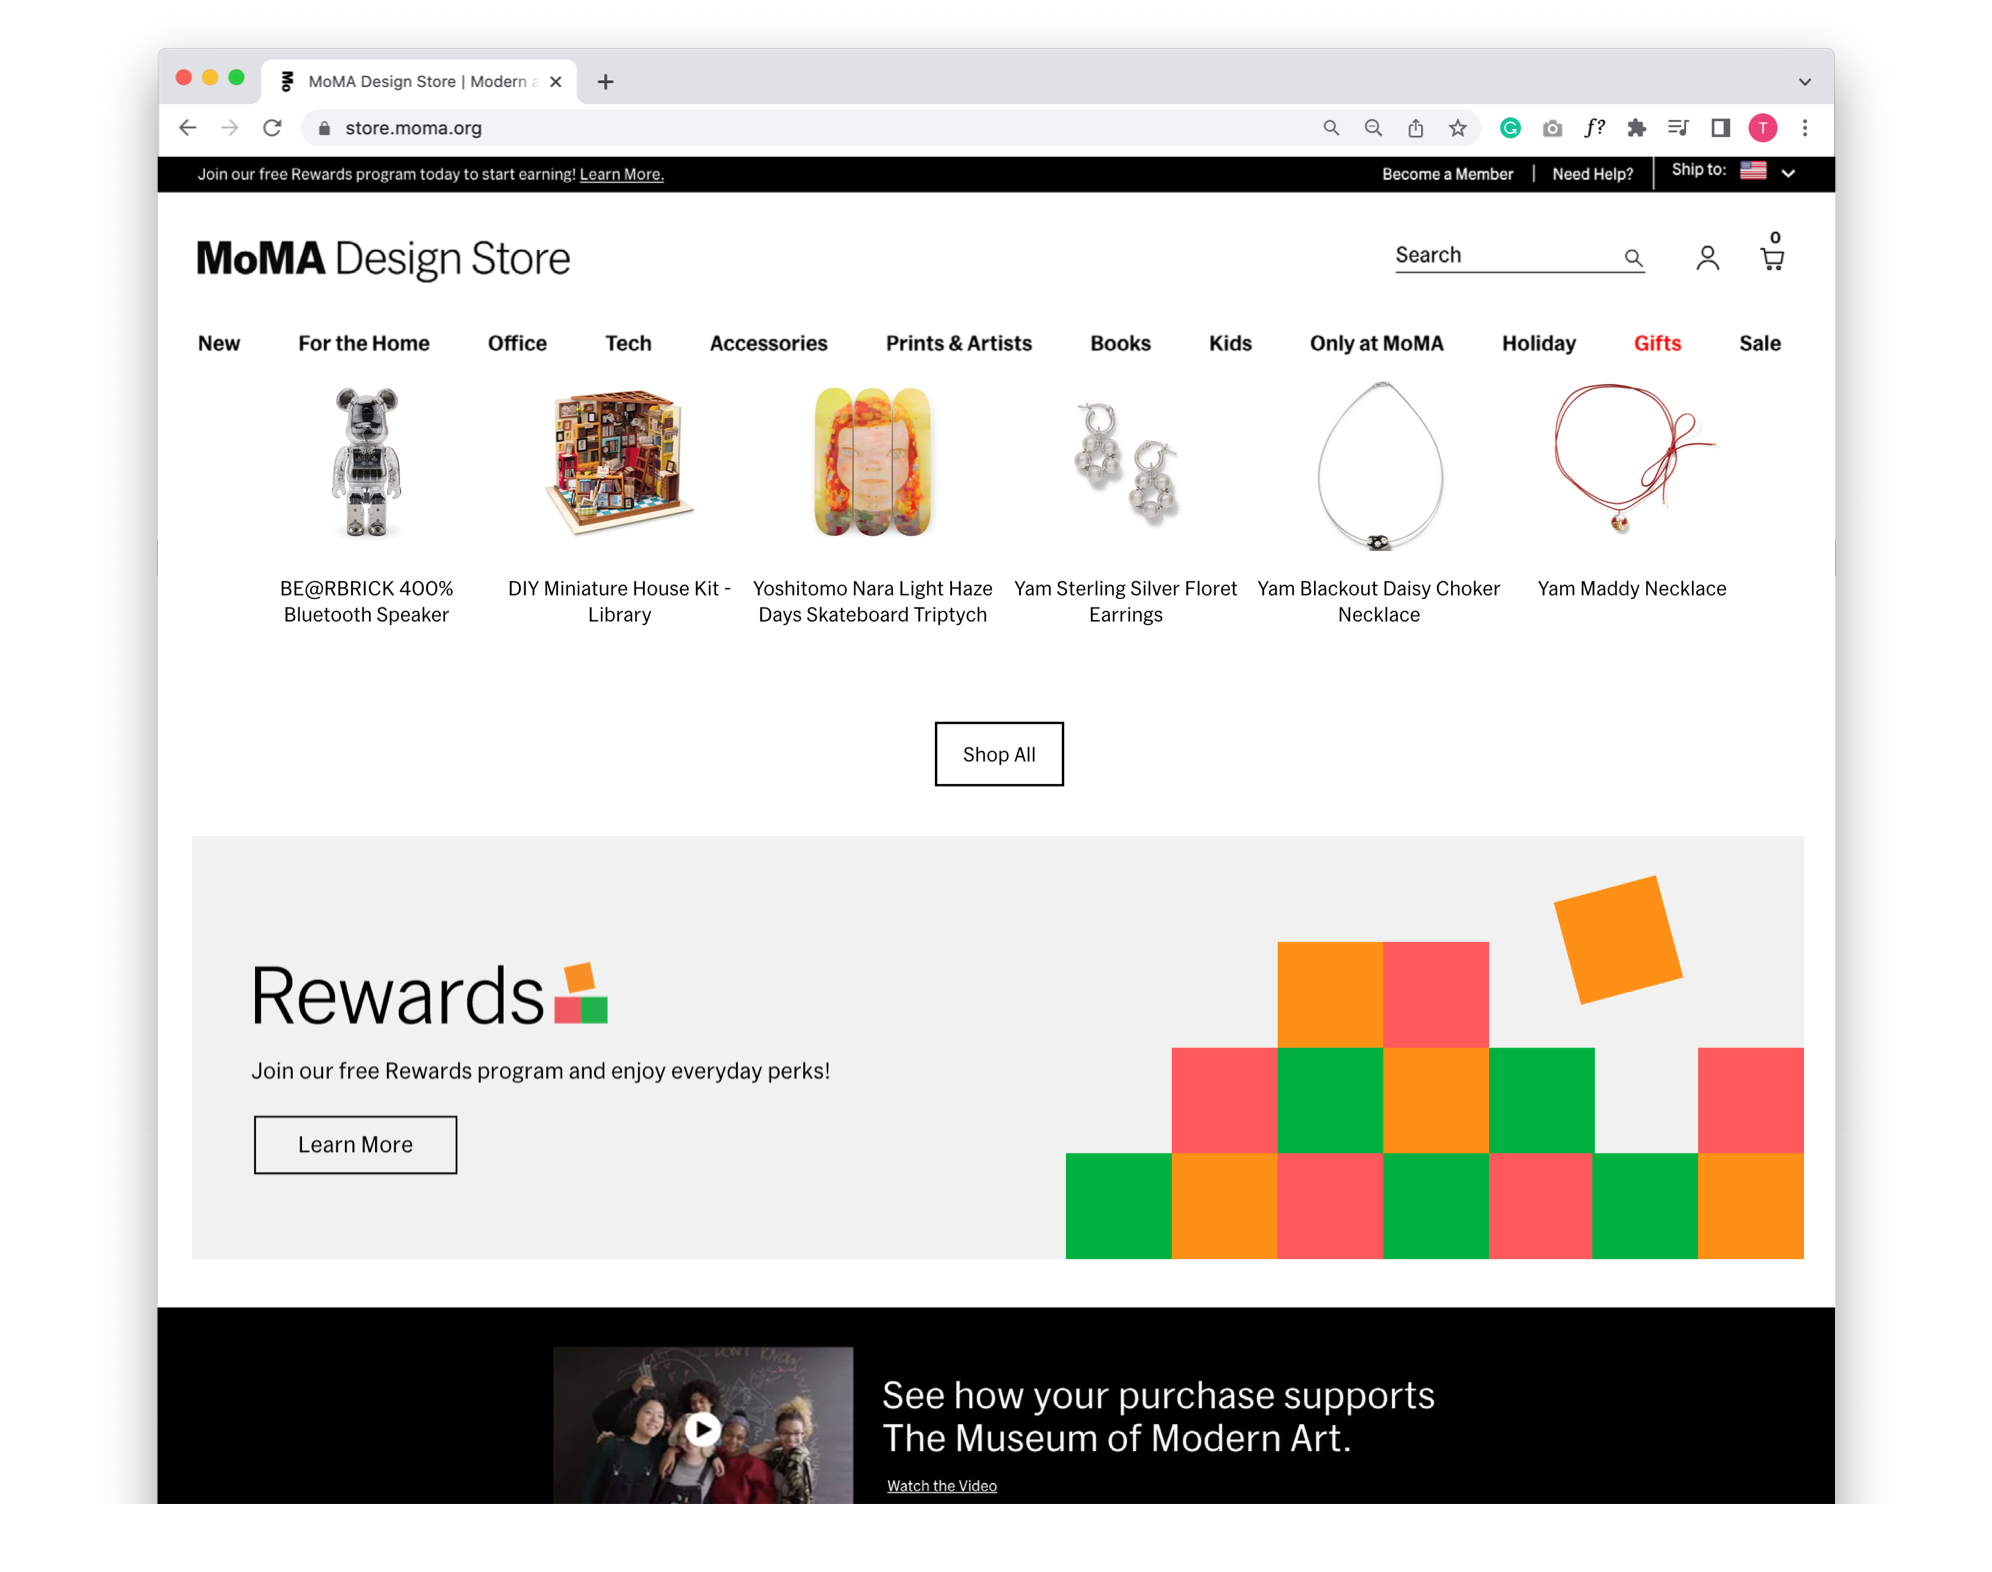 Mo MoMA Design Store | Modern a
store.moma.org
f?
T
Join our free Rewards program today to start earning! Learn More.
Become a Member | Need Help? Ship to:
MoMA Design Store
Search
0
New For the Home Office Tech Accessories Prints & Artists Books Kids Only at MoMA Holiday Gifts Sale
BE@RBRICK 400%
Bluetooth Speaker
DIY Miniature House Kit -
Library
Yoshitomo Nara Light Haze
Days Skateboard Triptych
Yam Sterling Silver Floret
Earrings
Yam Blackout Daisy Choker
Necklace
Yam Maddy Necklace
Shop All
Rewards
Join our free Rewards program and enjoy everyday perks!
Learn More
See how your purchase supports
The Museum of Modern Art.
Watch the Video